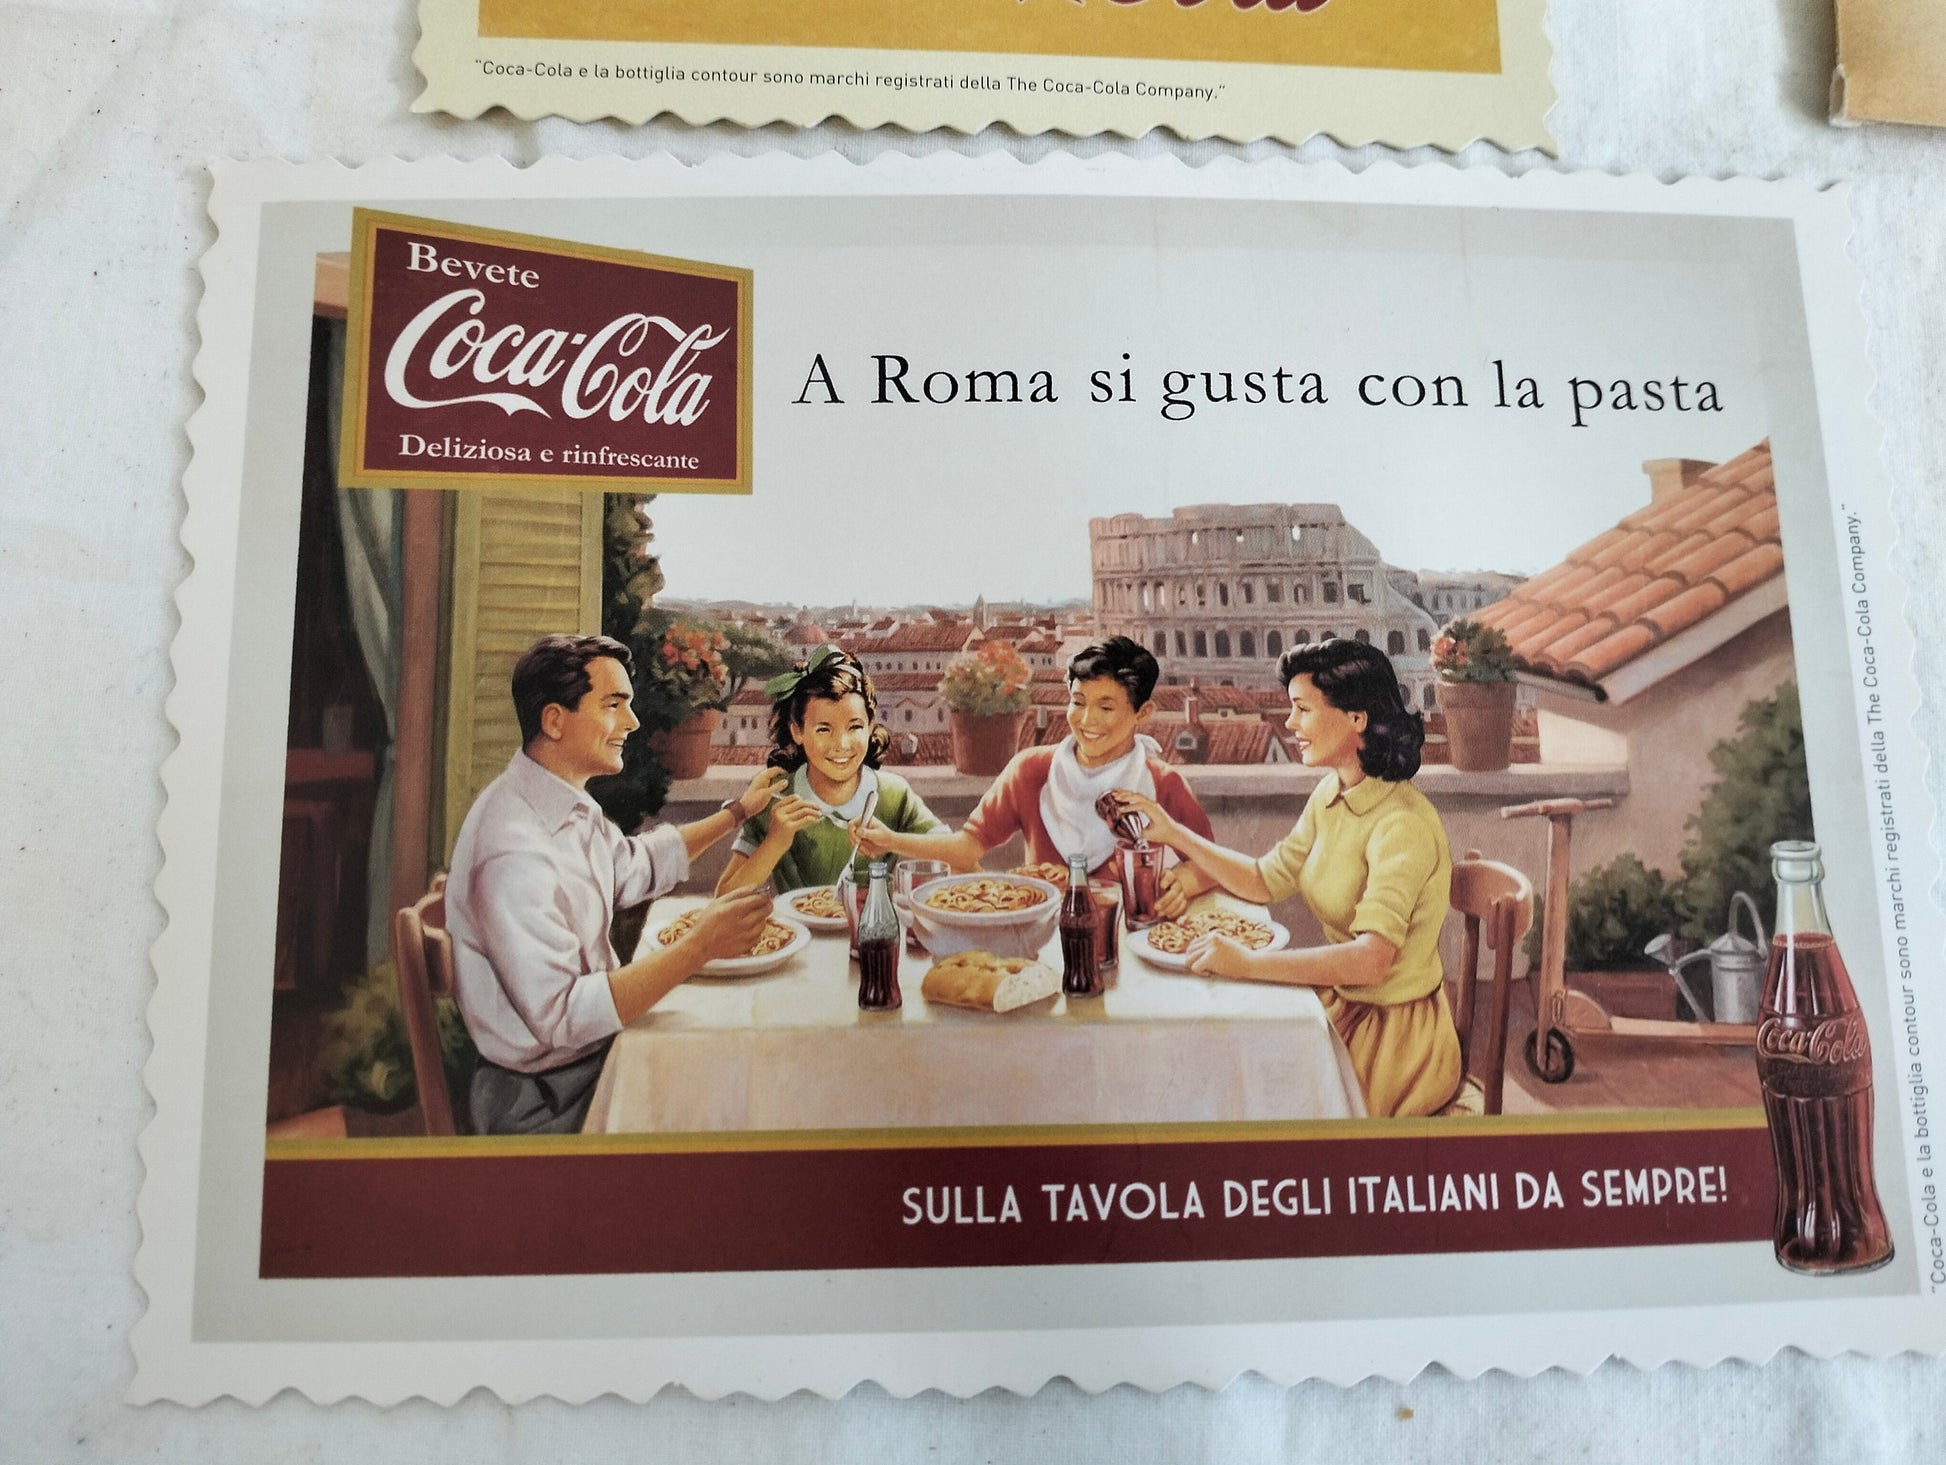 "Coca-Cola e la bottiglia contour sono marchi registrati della The Coca-Cola Company."
Bevete
Coca-Cola
Deliziosa e rinfrescante
A Roma si gusta con la pasta
Coca-Cola
SULLA TAVOLA DEGLI ITALIANI DA SEMPRE!
"Coca-Cola e la bottiglia contour sono marchi registrati della The Coca-Cola Company."